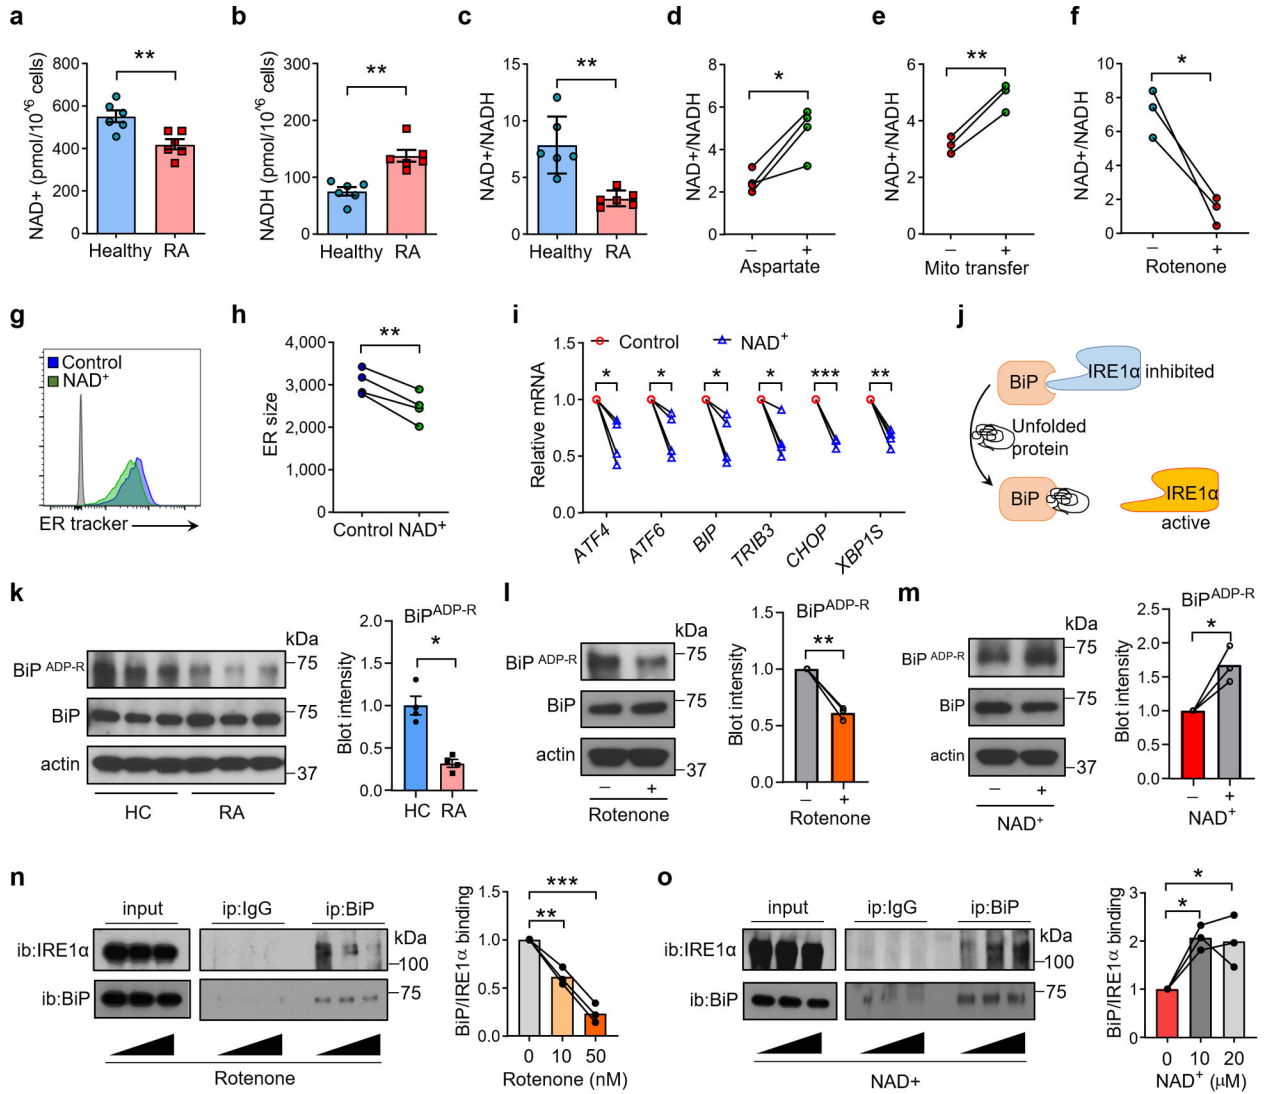 a
NAD+ (pmol/10^6 cells)
800
600
400
200
0
**
Healthy RA
b
NADH (pmol/10^6 cells)
300
200
100
0
**
Healthy RA
c
NAD+/NADH
15
10
5
0
**
Healthy RA
d
NAD+/NADH
8
6
4
2
0
*
– +
Aspartate
e
NAD+/NADH
6
4
2
0
**
– +
Mito transfer
f
NAD+/NADH
10
8
6
4
2
0
*
– +
Rotenone
g
Control
NAD+
ER tracker
h
ER size
4,000
3,000
2,000
1,000
0
**
Control NAD+
i
Relative mRNA
1.5
1.0
0.5
0.0
Control NAD+
* * * * *** **
ATF4 ATF6 BIP TRIB3 CHOP XBP1S
j
BiP IRE1α inhibited
Unfolded
protein
BiP IRE1α
active
k
kDa
BiP ADP-R 75
BiP 75
actin 37
HC RA
BiP ADP-R
Blot intensity
2.0
1.5
1.0
0.5
0.0
*
HC RA
l
kDa
BiP ADP-R 75
BiP 75
actin 37
– +
Rotenone
BiP ADP-R
Blot intensity
1.5
1.0
0.5
0.0
**
– +
Rotenone
m
kDa
BiP ADP-R 75
BiP 75
actin 37
– +
NAD+
BiP ADP-R
Blot intensity
2.5
2.0
1.5
1.0
0.5
0.0
*
– +
NAD+
n
input ip:IgG ip:BiP
kDa
ib:IRE1α 100
ib:BiP 75
Rotenone
BiP/IRE1α binding
1.5
1.0
0.5
0.0
***
**
0 10 50
Rotenone (nM)
o
input ip:IgG ip:BiP
kDa
ib:IRE1α 100
ib:BiP 75
NAD+
BiP/IRE1α binding
3
2
1
0
*
*
0 10 20
NAD+ (μM)